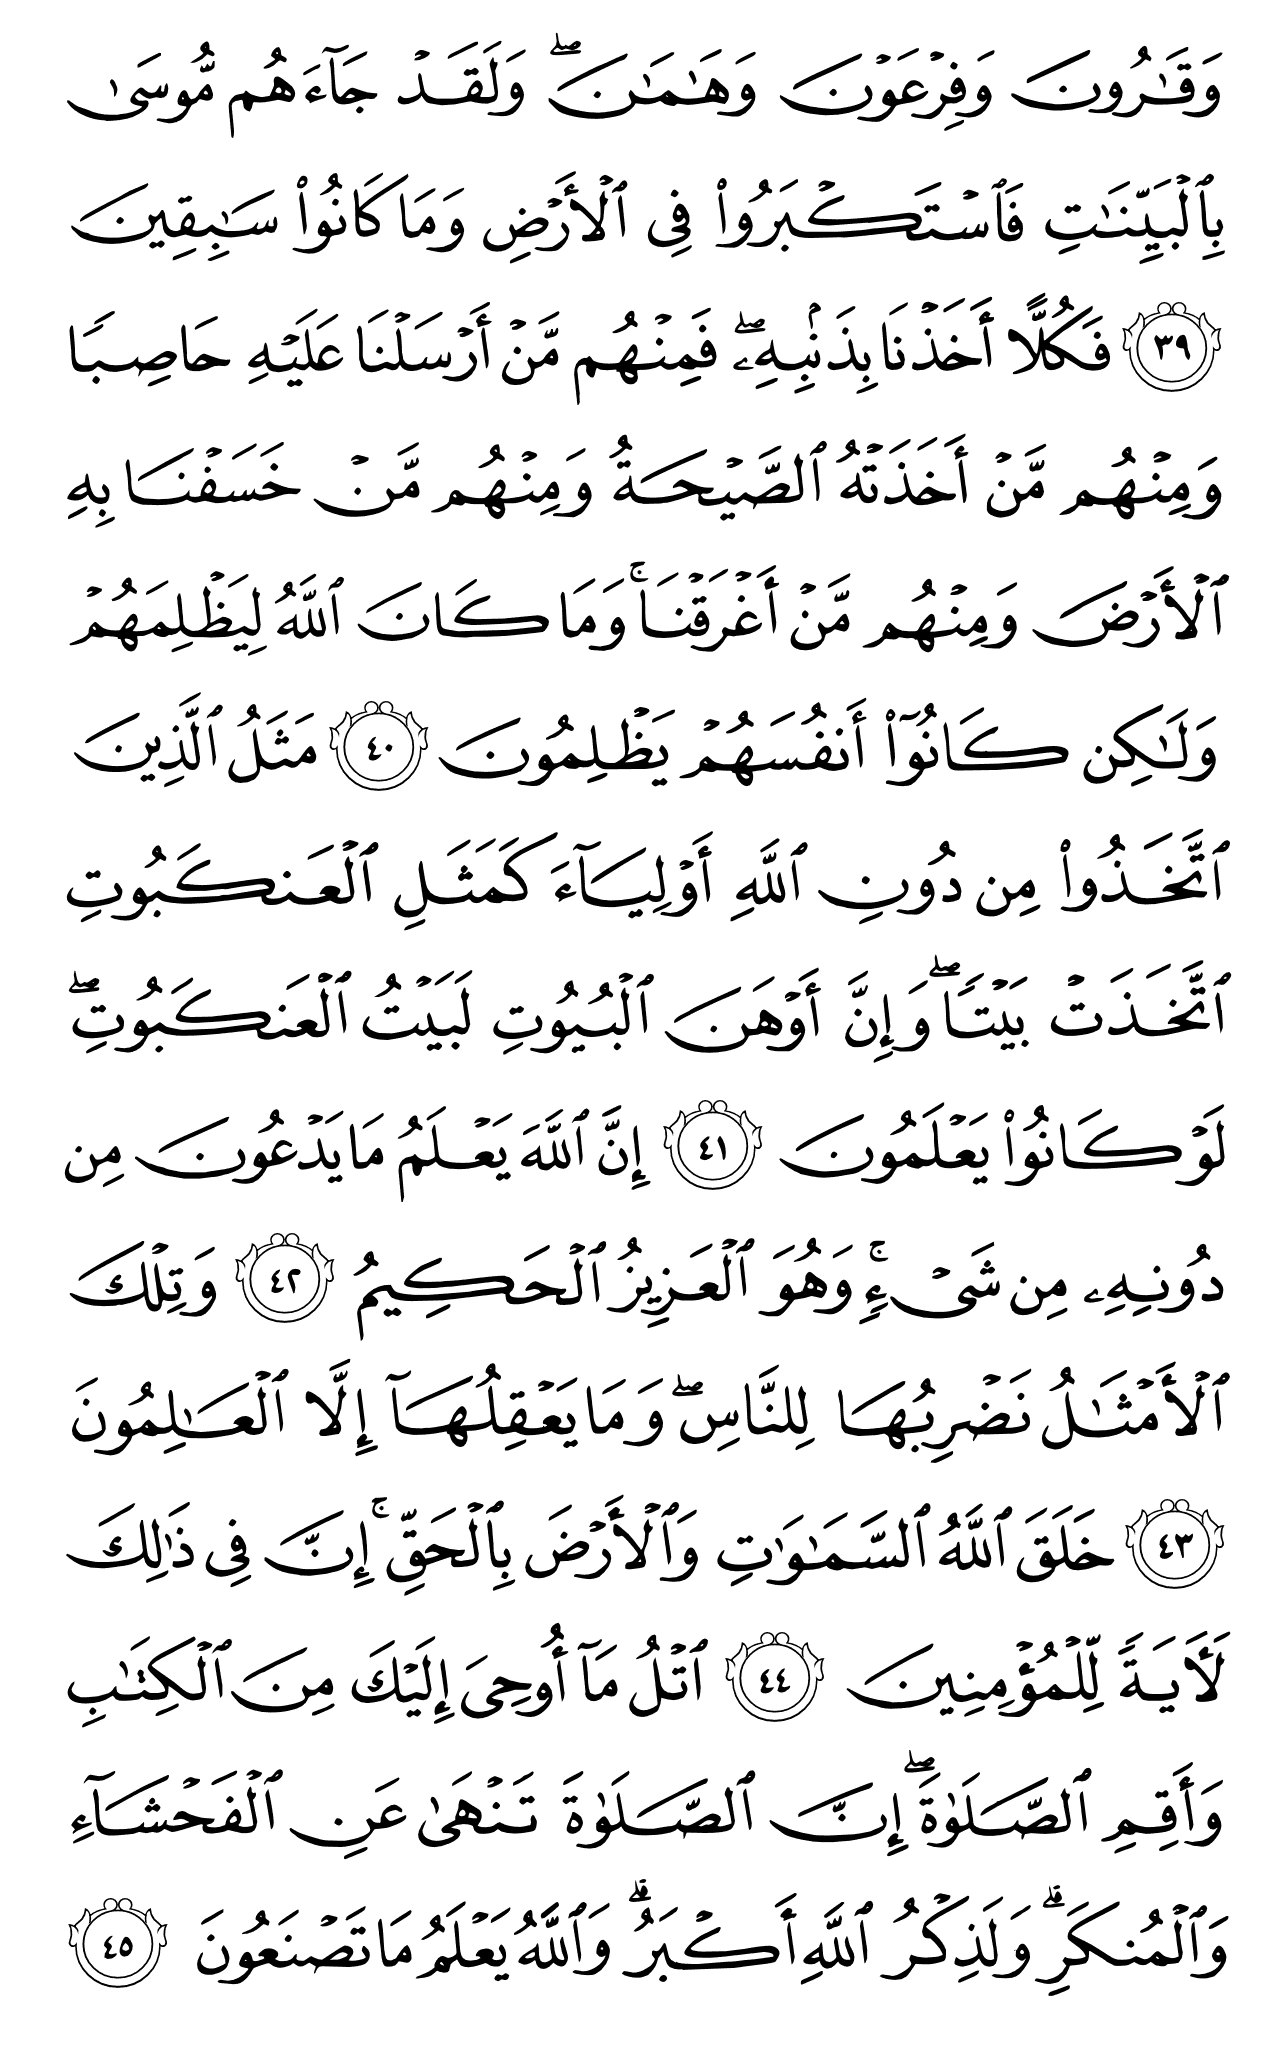 وَقَٰرُونَ وَفِرْعَوْنَ وَهَٰمَٰنَ ۖ وَلَقَدْ جَآءَهُم مُّوسَىٰ
بِٱلْبَيِّنَٰتِ فَٱسْتَكْبَرُوا۟ فِى ٱلْأَرْضِ وَمَا كَانُوا۟ سَٰبِقِينَ
٣٩ فَكُلًّا أَخَذْنَا بِذَنۢبِهِۦ ۖ فَمِنْهُم مَّنْ أَرْسَلْنَا عَلَيْهِ حَاصِبًا
وَمِنْهُم مَّنْ أَخَذَتْهُ ٱلصَّيْحَةُ وَمِنْهُم مَّنْ خَسَفْنَا بِهِ
ٱلْأَرْضَ وَمِنْهُم مَّنْ أَغْرَقْنَا ۚ وَمَا كَانَ ٱللَّهُ لِيَظْلِمَهُمْ
وَلَٰكِن كَانُوٓا۟ أَنفُسَهُمْ يَظْلِمُونَ ٤٠ مَثَلُ ٱلَّذِينَ
ٱتَّخَذُوا۟ مِن دُونِ ٱللَّهِ أَوْلِيَآءَ كَمَثَلِ ٱلْعَنكَبُوتِ
ٱتَّخَذَتْ بَيْتًا ۖ وَإِنَّ أَوْهَنَ ٱلْبُيُوتِ لَبَيْتُ ٱلْعَنكَبُوتِ ۖ
لَوْ كَانُوا۟ يَعْلَمُونَ ٤١ إِنَّ ٱللَّهَ يَعْلَمُ مَا يَدْعُونَ مِن
دُونِهِۦ مِن شَىْءٍ ۚ وَهُوَ ٱلْعَزِيزُ ٱلْحَكِيمُ ٤٢ وَتِلْكَ
ٱلْأَمْثَٰلُ نَضْرِبُهَا لِلنَّاسِ ۖ وَمَا يَعْقِلُهَآ إِلَّا ٱلْعَٰلِمُونَ
٤٣ خَلَقَ ٱللَّهُ ٱلسَّمَٰوَٰتِ وَٱلْأَرْضَ بِٱلْحَقِّ ۚ إِنَّ فِى ذَٰلِكَ
لَـَٔايَةً لِّلْمُؤْمِنِينَ ٤٤ ٱتْلُ مَآ أُوحِىَ إِلَيْكَ مِنَ ٱلْكِتَٰبِ
وَأَقِمِ ٱلصَّلَوٰةَ ۖ إِنَّ ٱلصَّلَوٰةَ تَنْهَىٰ عَنِ ٱلْفَحْشَآءِ
وَٱلْمُنكَرِ ۗ وَلَذِكْرُ ٱللَّهِ أَكْبَرُ ۗ وَٱللَّهُ يَعْلَمُ مَا تَصْنَعُونَ ٤٥